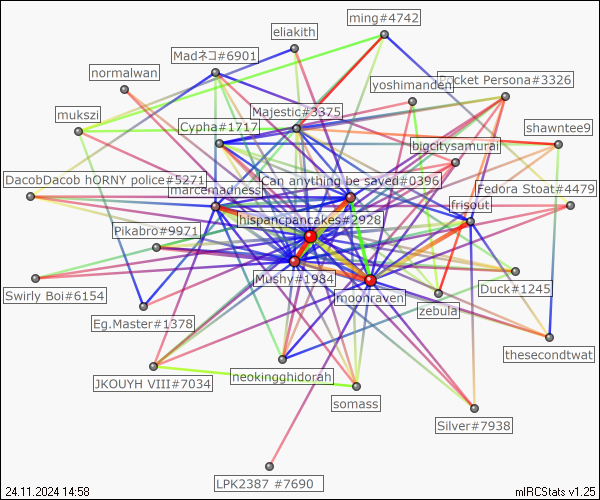 ming#4742
eliakith
Madネコ#6901
normalwan
yoshimanden
Pocket Persona#3326
mukszi
Majestic#3375
Cypha#1717
shawntee9
bigcitysamurai
DacobDacob hORNY police#5271
Can anything be saved#0396
marcemadness
Fedora Stoat#4479
frisout
hispancpancakes#2928
Pikabro#9971
Mushy#1984
Swirly Boi#6154
moonraven
Duck#1245
zebula
Eg.Master#1378
thesecondtwat
JKOUYH VIII#7034
neokingghidorah
somass
Silver#7938
LPK2387 #7690
24.11.2024 14:58
mIRCStats v1.25